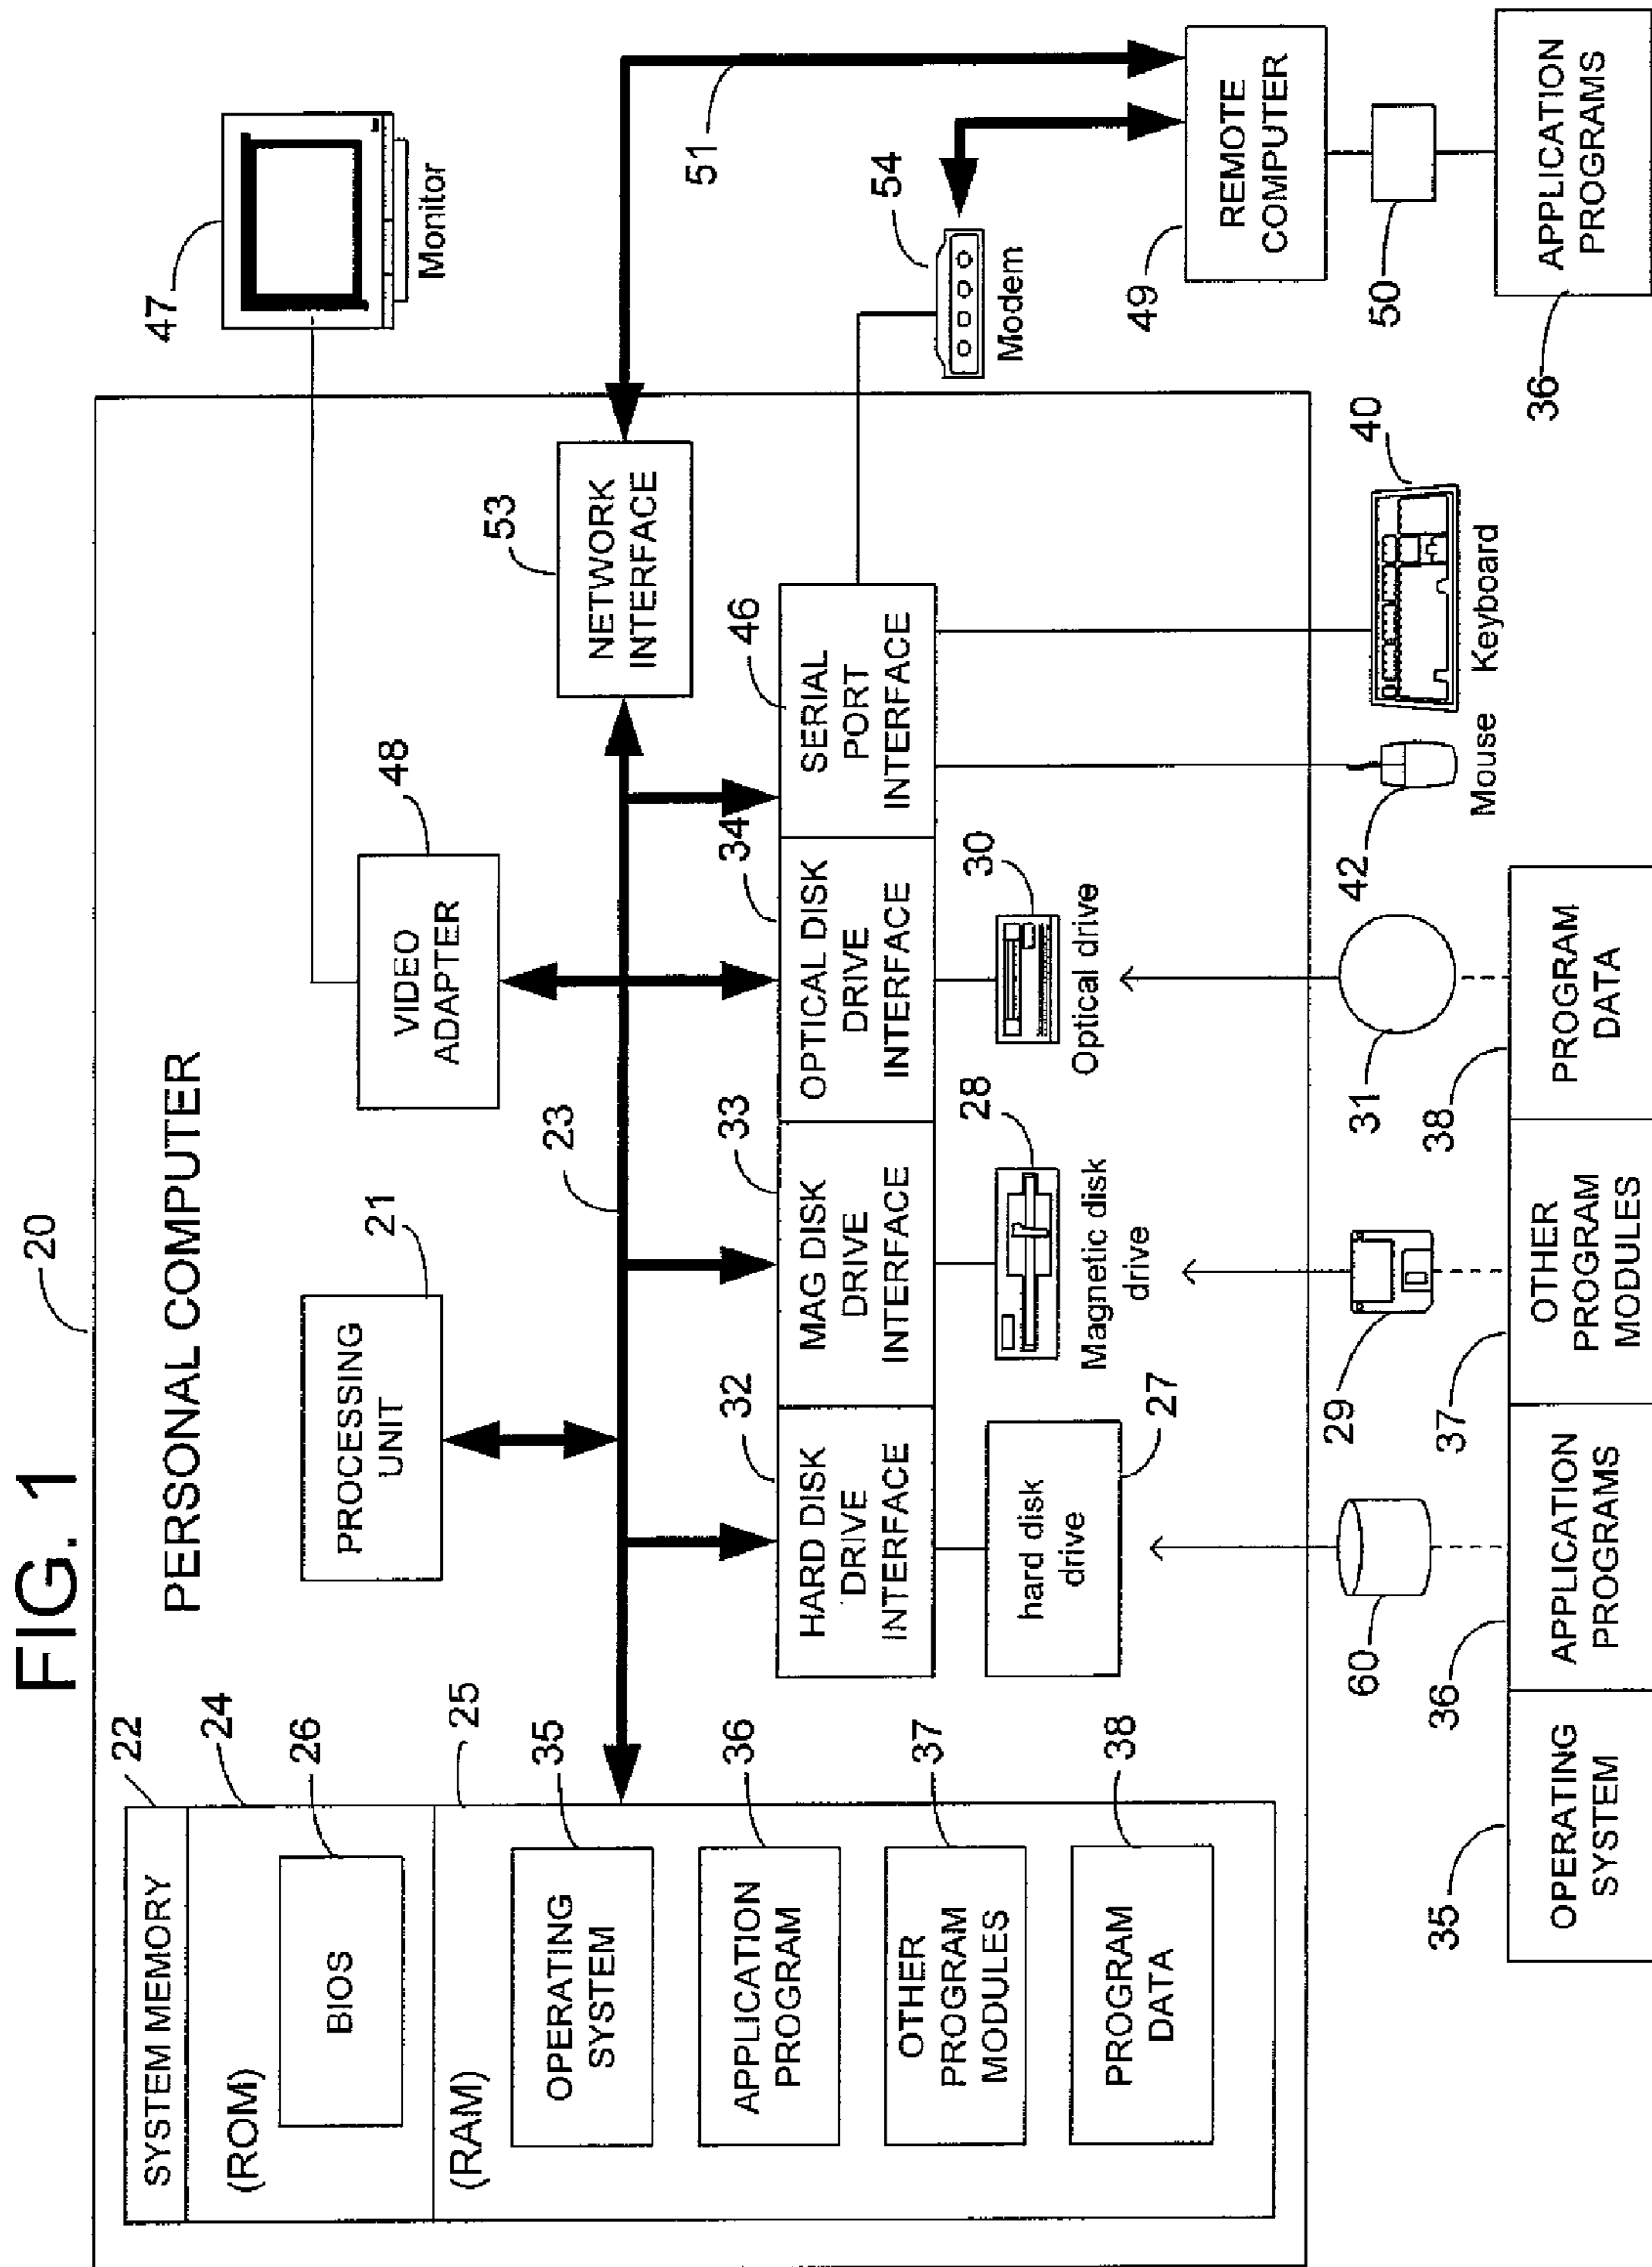 FIG. 1
20
PERSONAL COMPUTER
22
SYSTEM MEMORY
24
(ROM)
26
BIOS
25
(RAM)
35
OPERATING
SYSTEM
36
APPLICATION
PROGRAM
37
OTHER
PROGRAM
MODULES
38
PROGRAM
DATA
21
PROCESSING
UNIT
23
48
VIDEO
ADAPTER
47
Monitor
53
NETWORK
INTERFACE
32
HARD DISK
DRIVE
INTERFACE
33
MAG DISK
DRIVE
INTERFACE
34
OPTICAL DISK
DRIVE
INTERFACE
46
SERIAL
PORT
INTERFACE
hard disk
drive
27
28
Magnetic disk
drive
30
Optical drive
51
54
Modem
49
REMOTE
COMPUTER
50
APPLICATION
PROGRAMS
36
60
29
31
42
Mouse
40
Keyboard
35
OPERATING
SYSTEM
36
APPLICATION
PROGRAMS
37
OTHER
PROGRAM
MODULES
38
PROGRAM
DATA